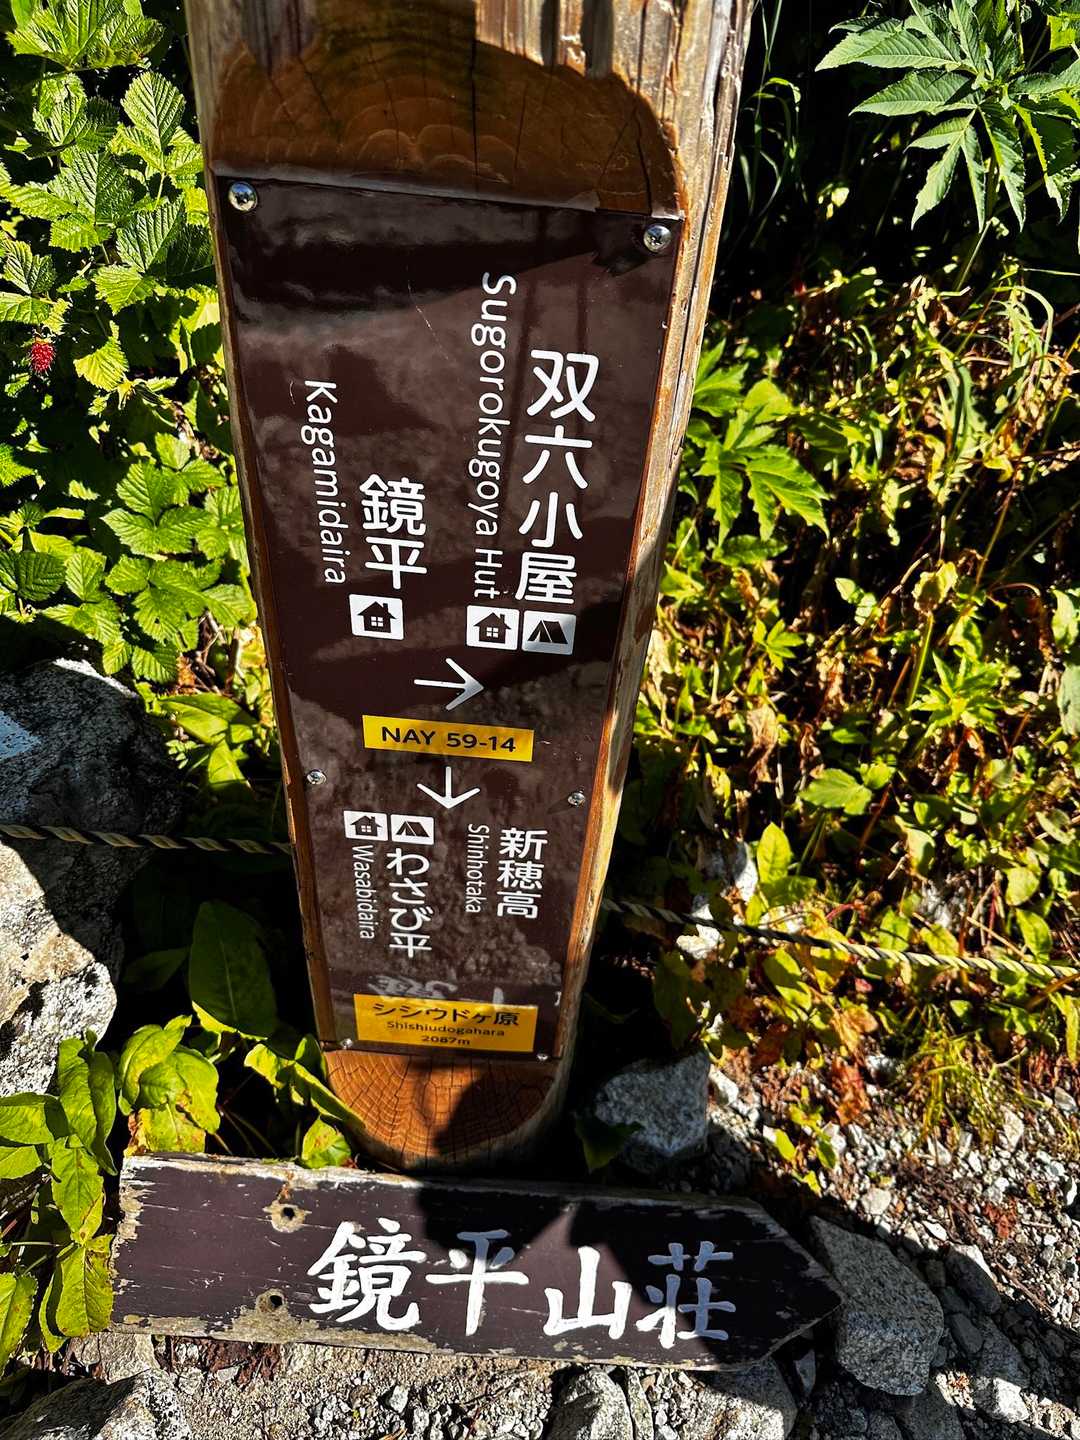 双六小屋
Sugorokugoya Hut
鏡平
Kagamidaira
NAY 59-14
新穂高
Shinhotaka
わさび平
Wasabidaira
シシウドヶ原
Shishiudogahara
2087m
鏡平山荘